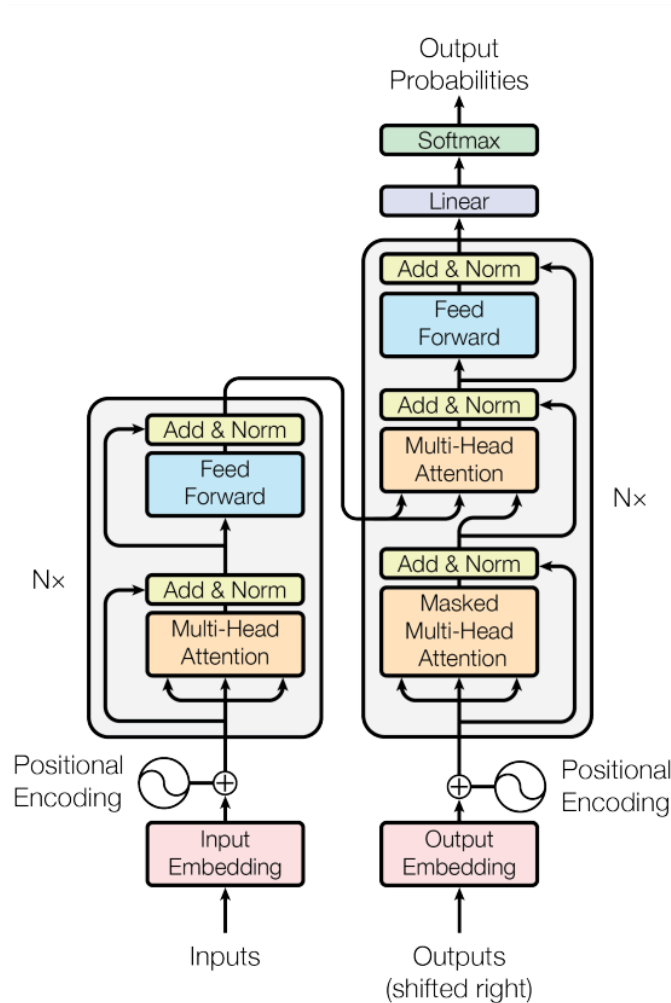 Output
Probabilities
Softmax
Linear
Add & Norm
Feed
Forward
Add & Norm
Multi-Head
Attention
Nx
Add & Norm
Masked
Multi-Head
Attention
Positional
Encoding
Output
Embedding
Outputs
(shifted right)
Add & Norm
Feed
Forward
Nx
Add & Norm
Multi-Head
Attention
Positional
Encoding
Input
Embedding
Inputs